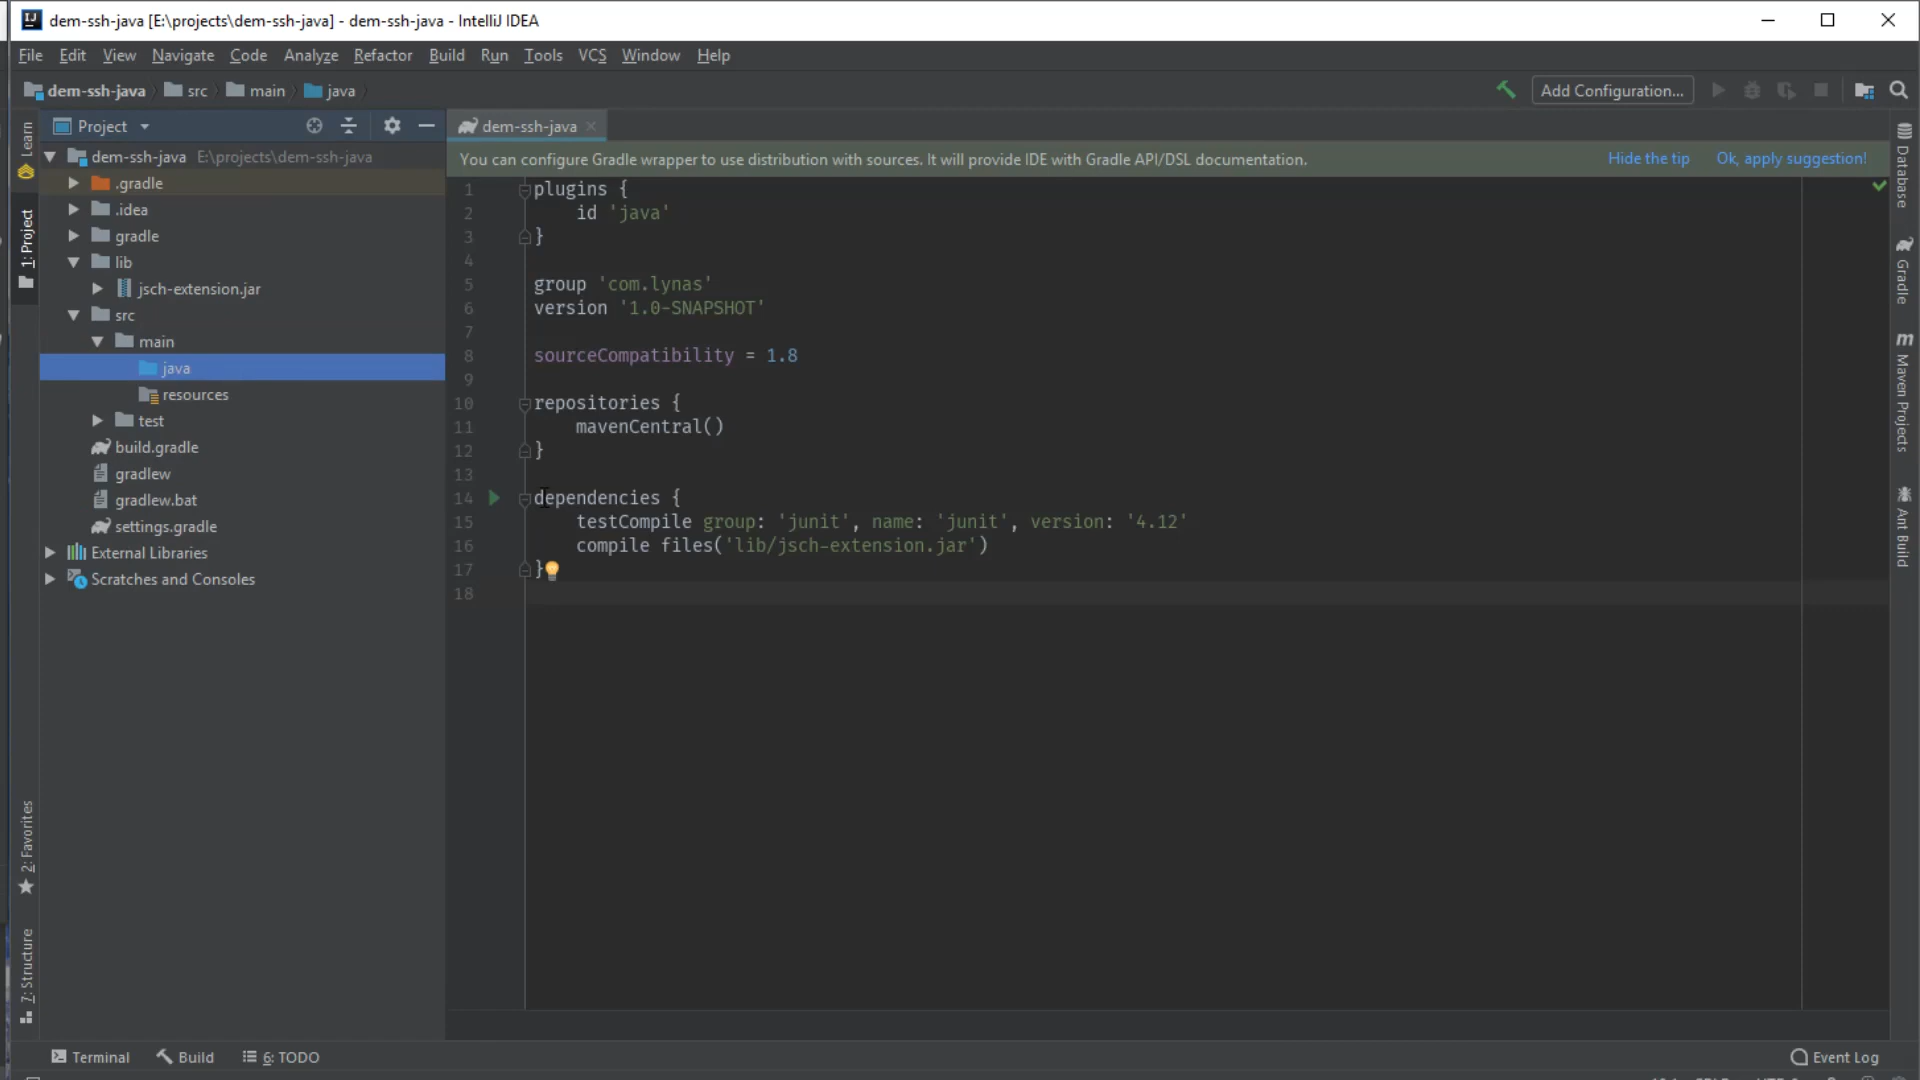 dem-ssh-java [E:\projects\dem-ssh-java] - dem-ssh-java - IntelliJ IDEA
File Edit View Navigate Code Analyze Refactor Build Run Tools VCS Window Help
dem-ssh-java src main java
Add Configuration...
Project
dem-ssh-java
Learn
1: Project
2: Favorites
7: Structure
dem-ssh-java E:\projects\dem-ssh-java
.gradle
.idea
gradle
lib
jsch-extension.jar
src
main
java
resources
test
build.gradle
gradlew
gradlew.bat
settings.gradle
External Libraries
Scratches and Consoles
You can configure Gradle wrapper to use distribution with sources. It will provide IDE with Gradle API/DSL documentation.
Hide the tip Ok, apply suggestion!
1 plugins {
2 id 'java'
3 }
4
5 group 'com.lynas'
6 version '1.0-SNAPSHOT'
7
8 sourceCompatibility = 1.8
9
10 repositories {
11 mavenCentral()
12 }
13
14 dependencies {
15 testCompile group: 'junit', name: 'junit', version: '4.12'
16 compile files('lib/jsch-extension.jar')
17 }
18
Database
Gradle
Maven Projects
Ant Build
Terminal Build 6: TODO Event Log